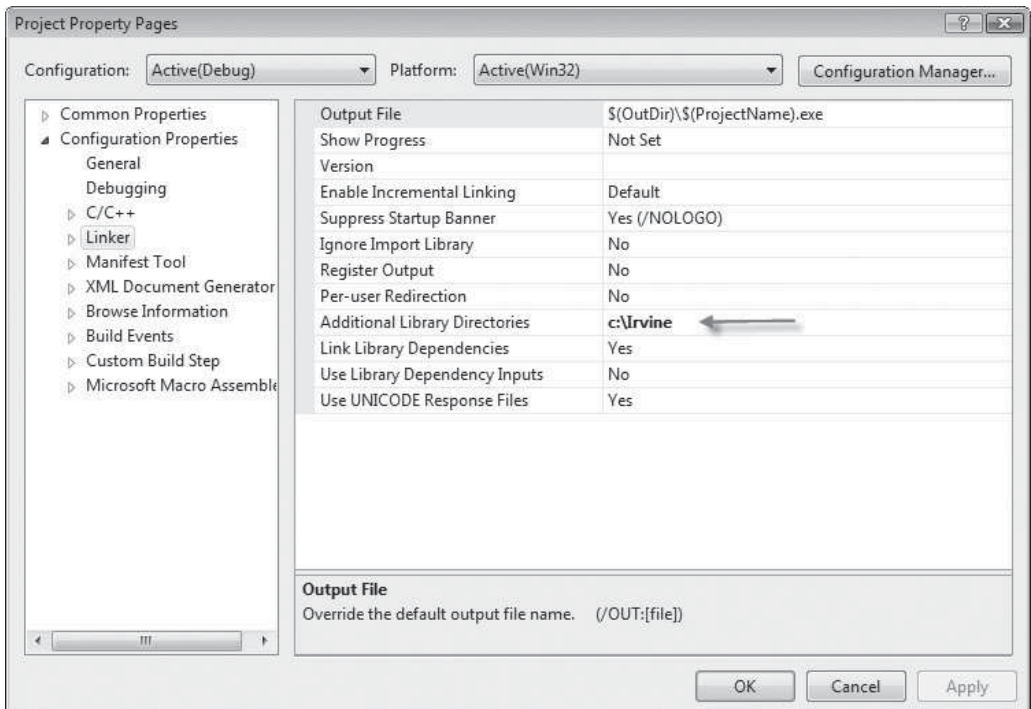 Project Property Pages
Configuration: Active(Debug) Platform: Active(Win32) Configuration Manager...
Common Properties
Configuration Properties
General
Debugging
C/C++
Linker
Manifest Tool
XML Document Generator
Browse Information
Build Events
Custom Build Step
Microsoft Macro Assemble
Output File $(OutDir)\$(ProjectName).exe
Show Progress Not Set
Version
Enable Incremental Linking Default
Suppress Startup Banner Yes (/NOLOGO)
Ignore Import Library No
Register Output No
Per-user Redirection No
Additional Library Directories c:\Irvine
Link Library Dependencies Yes
Use Library Dependency Inputs No
Use UNICODE Response Files Yes
Output File
Override the default output file name. (/OUT:[file])
OK Cancel Apply